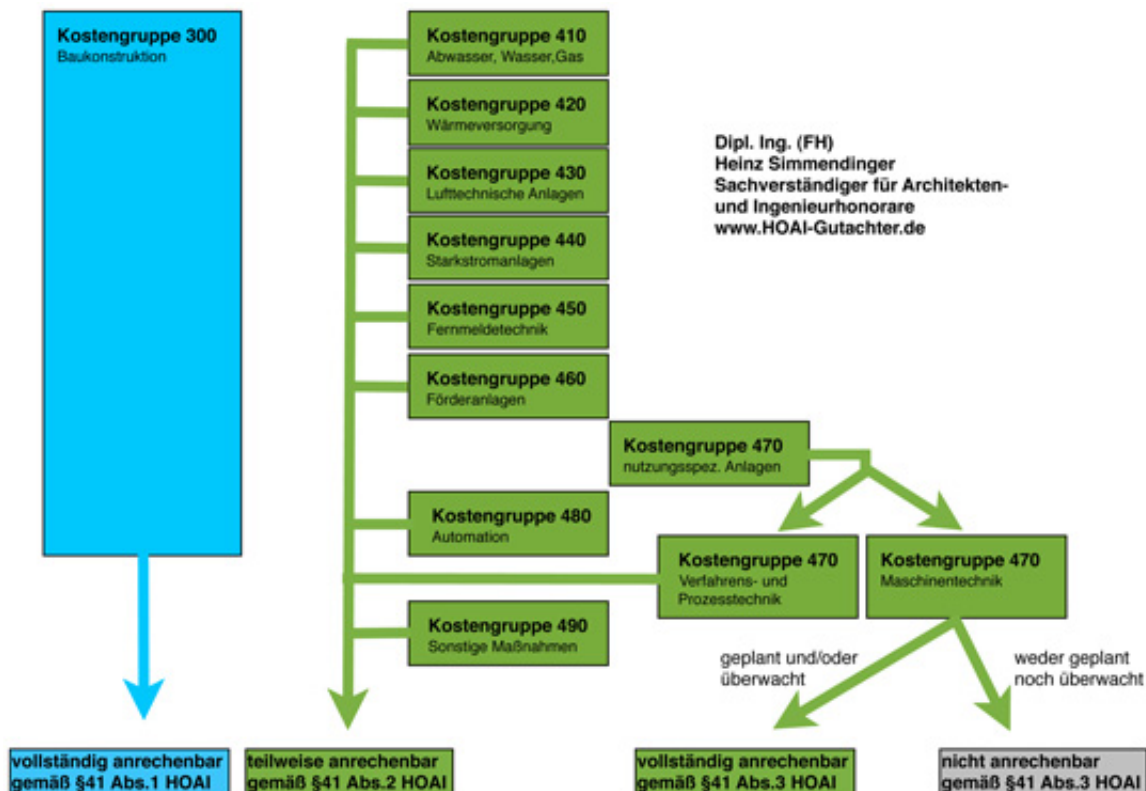 Kostengruppe 300
Baukonstruktion
Kostengruppe 410
Abwasser, Wasser,Gas
Kostengruppe 420
Wärmeversorgung
Kostengruppe 430
Lufttechnische Anlagen
Kostengruppe 440
Starkstromanlagen
Kostengruppe 450
Fernmeldetechnik
Kostengruppe 460
Förderanlagen
Dipl. Ing. (FH)
Heinz Simmendinger
Sachverständiger für Architekten-
und Ingenieurhonorare
www.HOAI-Gutachter.de
Kostengruppe 470
nutzungsspez. Anlagen
Kostengruppe 480
Automation
Kostengruppe 470
Verfahrens- und
Prozesstechnik
Kostengruppe 470
Maschinentechnik
Kostengruppe 490
Sonstige Maßnahmen
geplant und/oder
überwacht
weder geplant
noch überwacht
vollständig anrechenbar
gemäß §41 Abs.1 HOAI
teilweise anrechenbar
gemäß §41 Abs.2 HOAI
vollständig anrechenbar
gemäß §41 Abs.3 HOAI
nicht anrechenbar
gemäß §41 Abs.3 HOAI